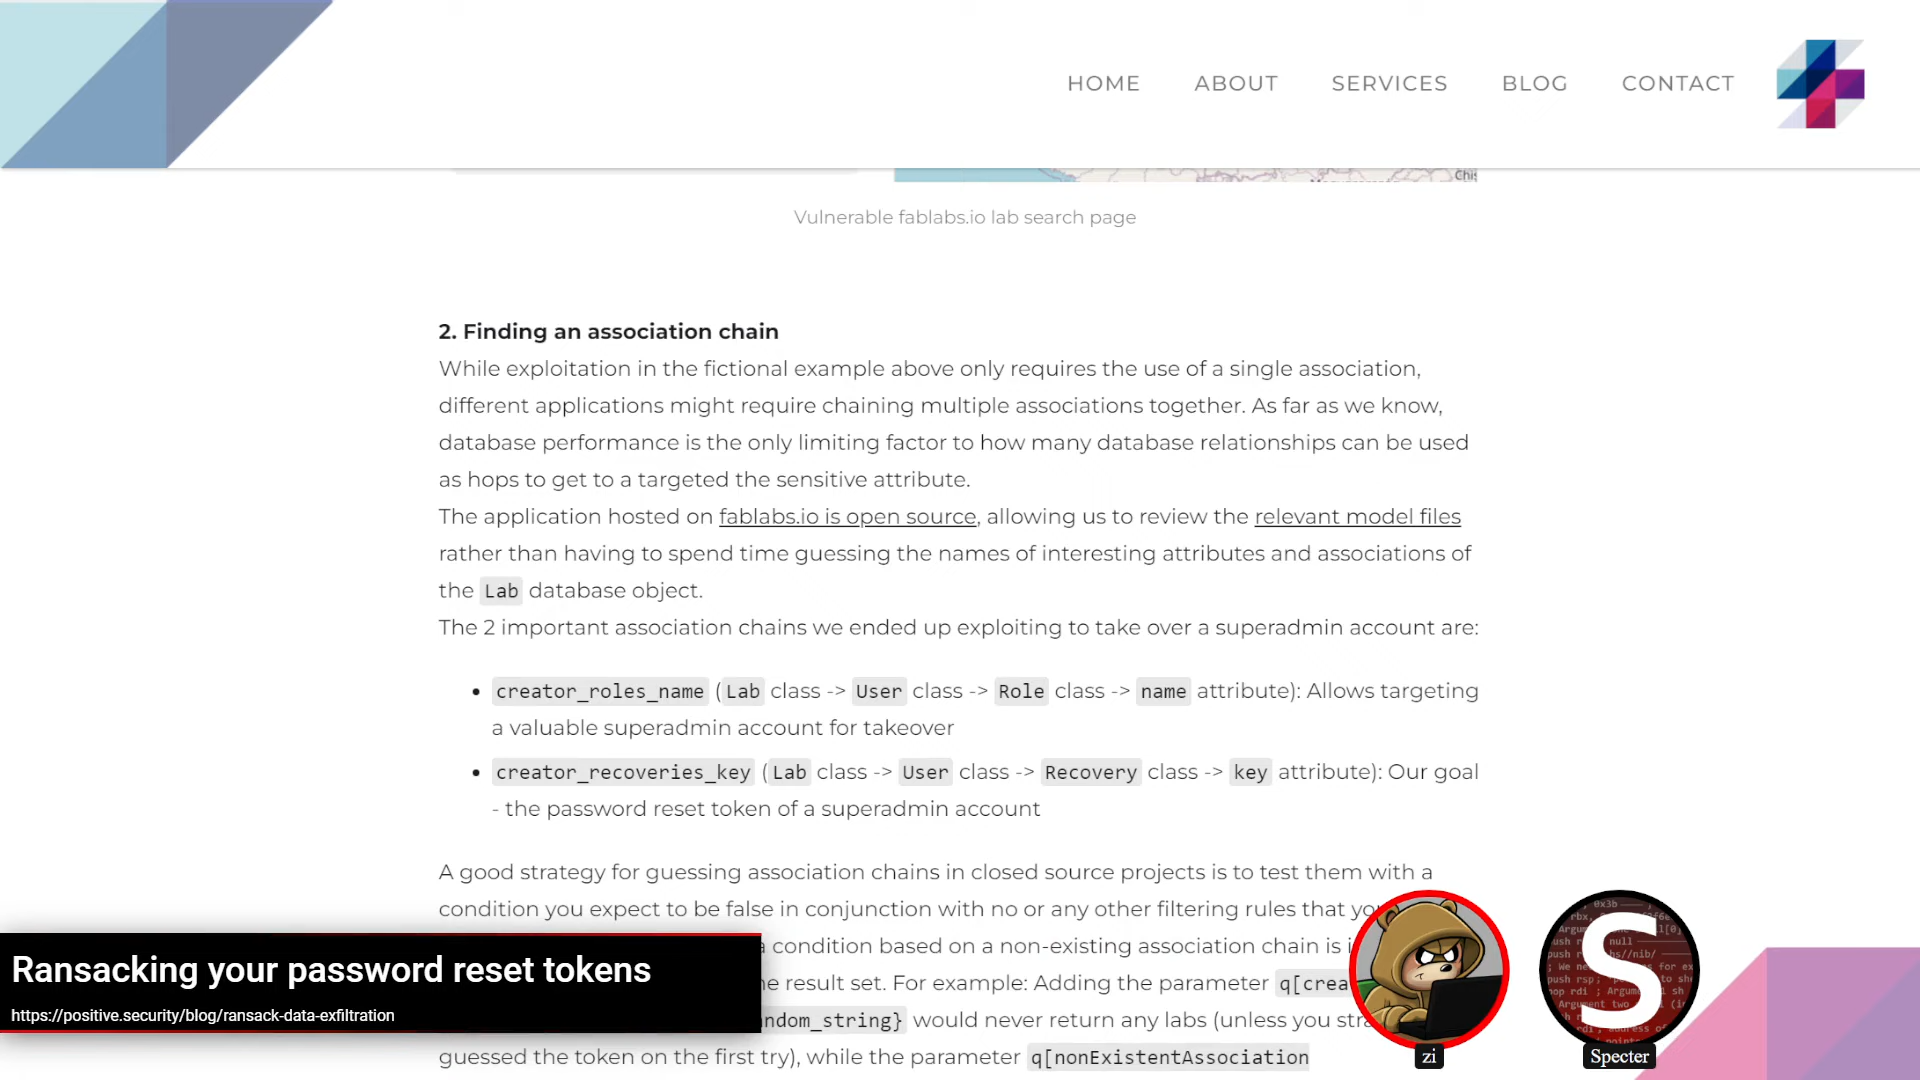 HOME ABOUT SERVICES BLOG CONTACT
Chiș
Vulnerable fablabs.io lab search page
2. Finding an association chain
While exploitation in the fictional example above only requires the use of a single association,
different applications might require chaining multiple associations together. As far as we know,
database performance is the only limiting factor to how many database relationships can be used
as hops to get to a targeted the sensitive attribute.
The application hosted on fablabs.io is open source, allowing us to review the relevant model files
rather than having to spend time guessing the names of interesting attributes and associations of
the Lab database object.
The 2 important association chains we ended up exploiting to take over a superadmin account are:
• creator_roles_name (Lab class -> User class -> Role class -> name attribute): Allows targeting
a valuable superadmin account for takeover
• creator_recoveries_key (Lab class -> User class -> Recovery class -> key attribute): Our goal
- the password reset token of a superadmin account
A good strategy for guessing association chains in closed source projects is to test them with a
condition you expect to be false in conjunction with no or any other filtering rules that
a condition based on a non-existing association chain is
result set. For example: Adding the parameter q[crea
ndom_string} would never return any labs (unless you
guessed the token on the first try), while the parameter q[nonExistentAssociation
Ransacking your password reset tokens
https://positive.security/blog/ransack-data-exfiltration
zi
S
Specter